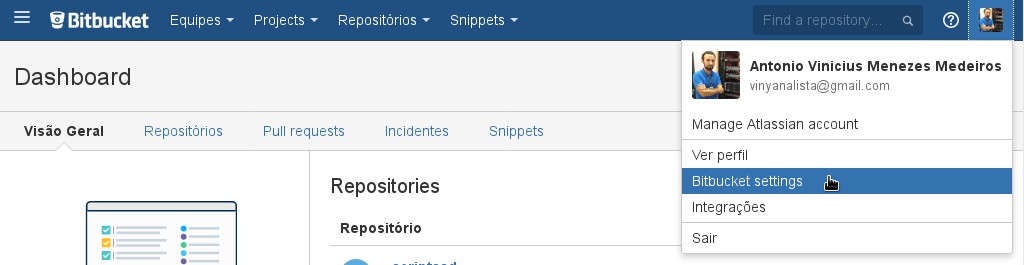 Bitbucket Equipes Projects Repositórios Snippets Find a repository...
Antonio Vinicius Menezes Medeiros
vinyanalista@gmail.com
Dashboard
Manage Atlassian account
Visão Geral Repositórios Pull requests Incidentes Snippets
Ver perfil
Bitbucket settings
Integrações
Sair
Repositories
Repositório